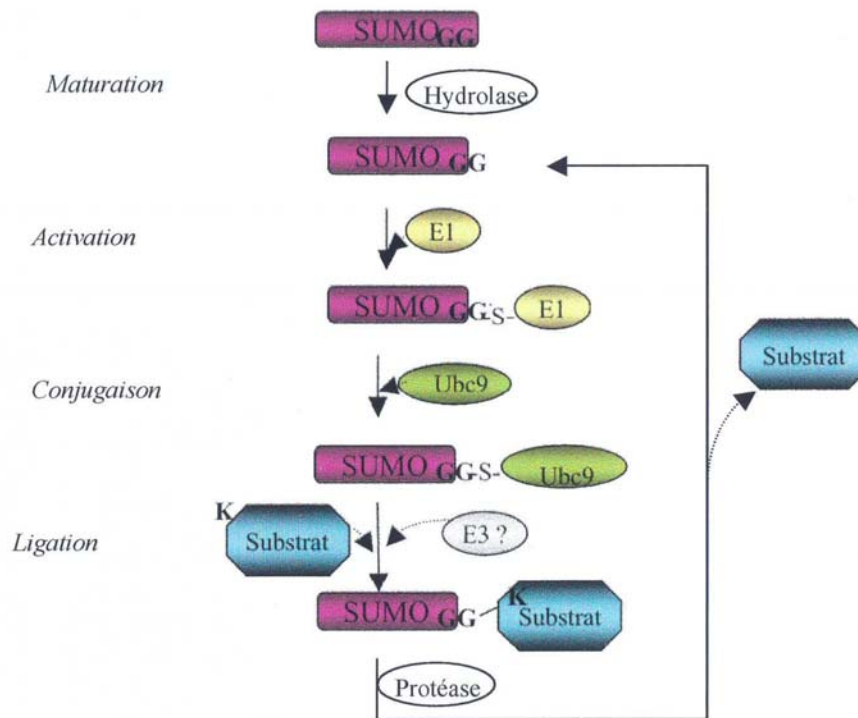 SUMO GG
Maturation
Hydrolase
SUMO GG
Activation
E1
SUMO GG-S- E1
Conjugaison
Ubc9
SUMO GG-S- Ubc9
K
Ligation
Substrat
E3 ?
SUMO GG
K
Substrat
Protéase
Substrat